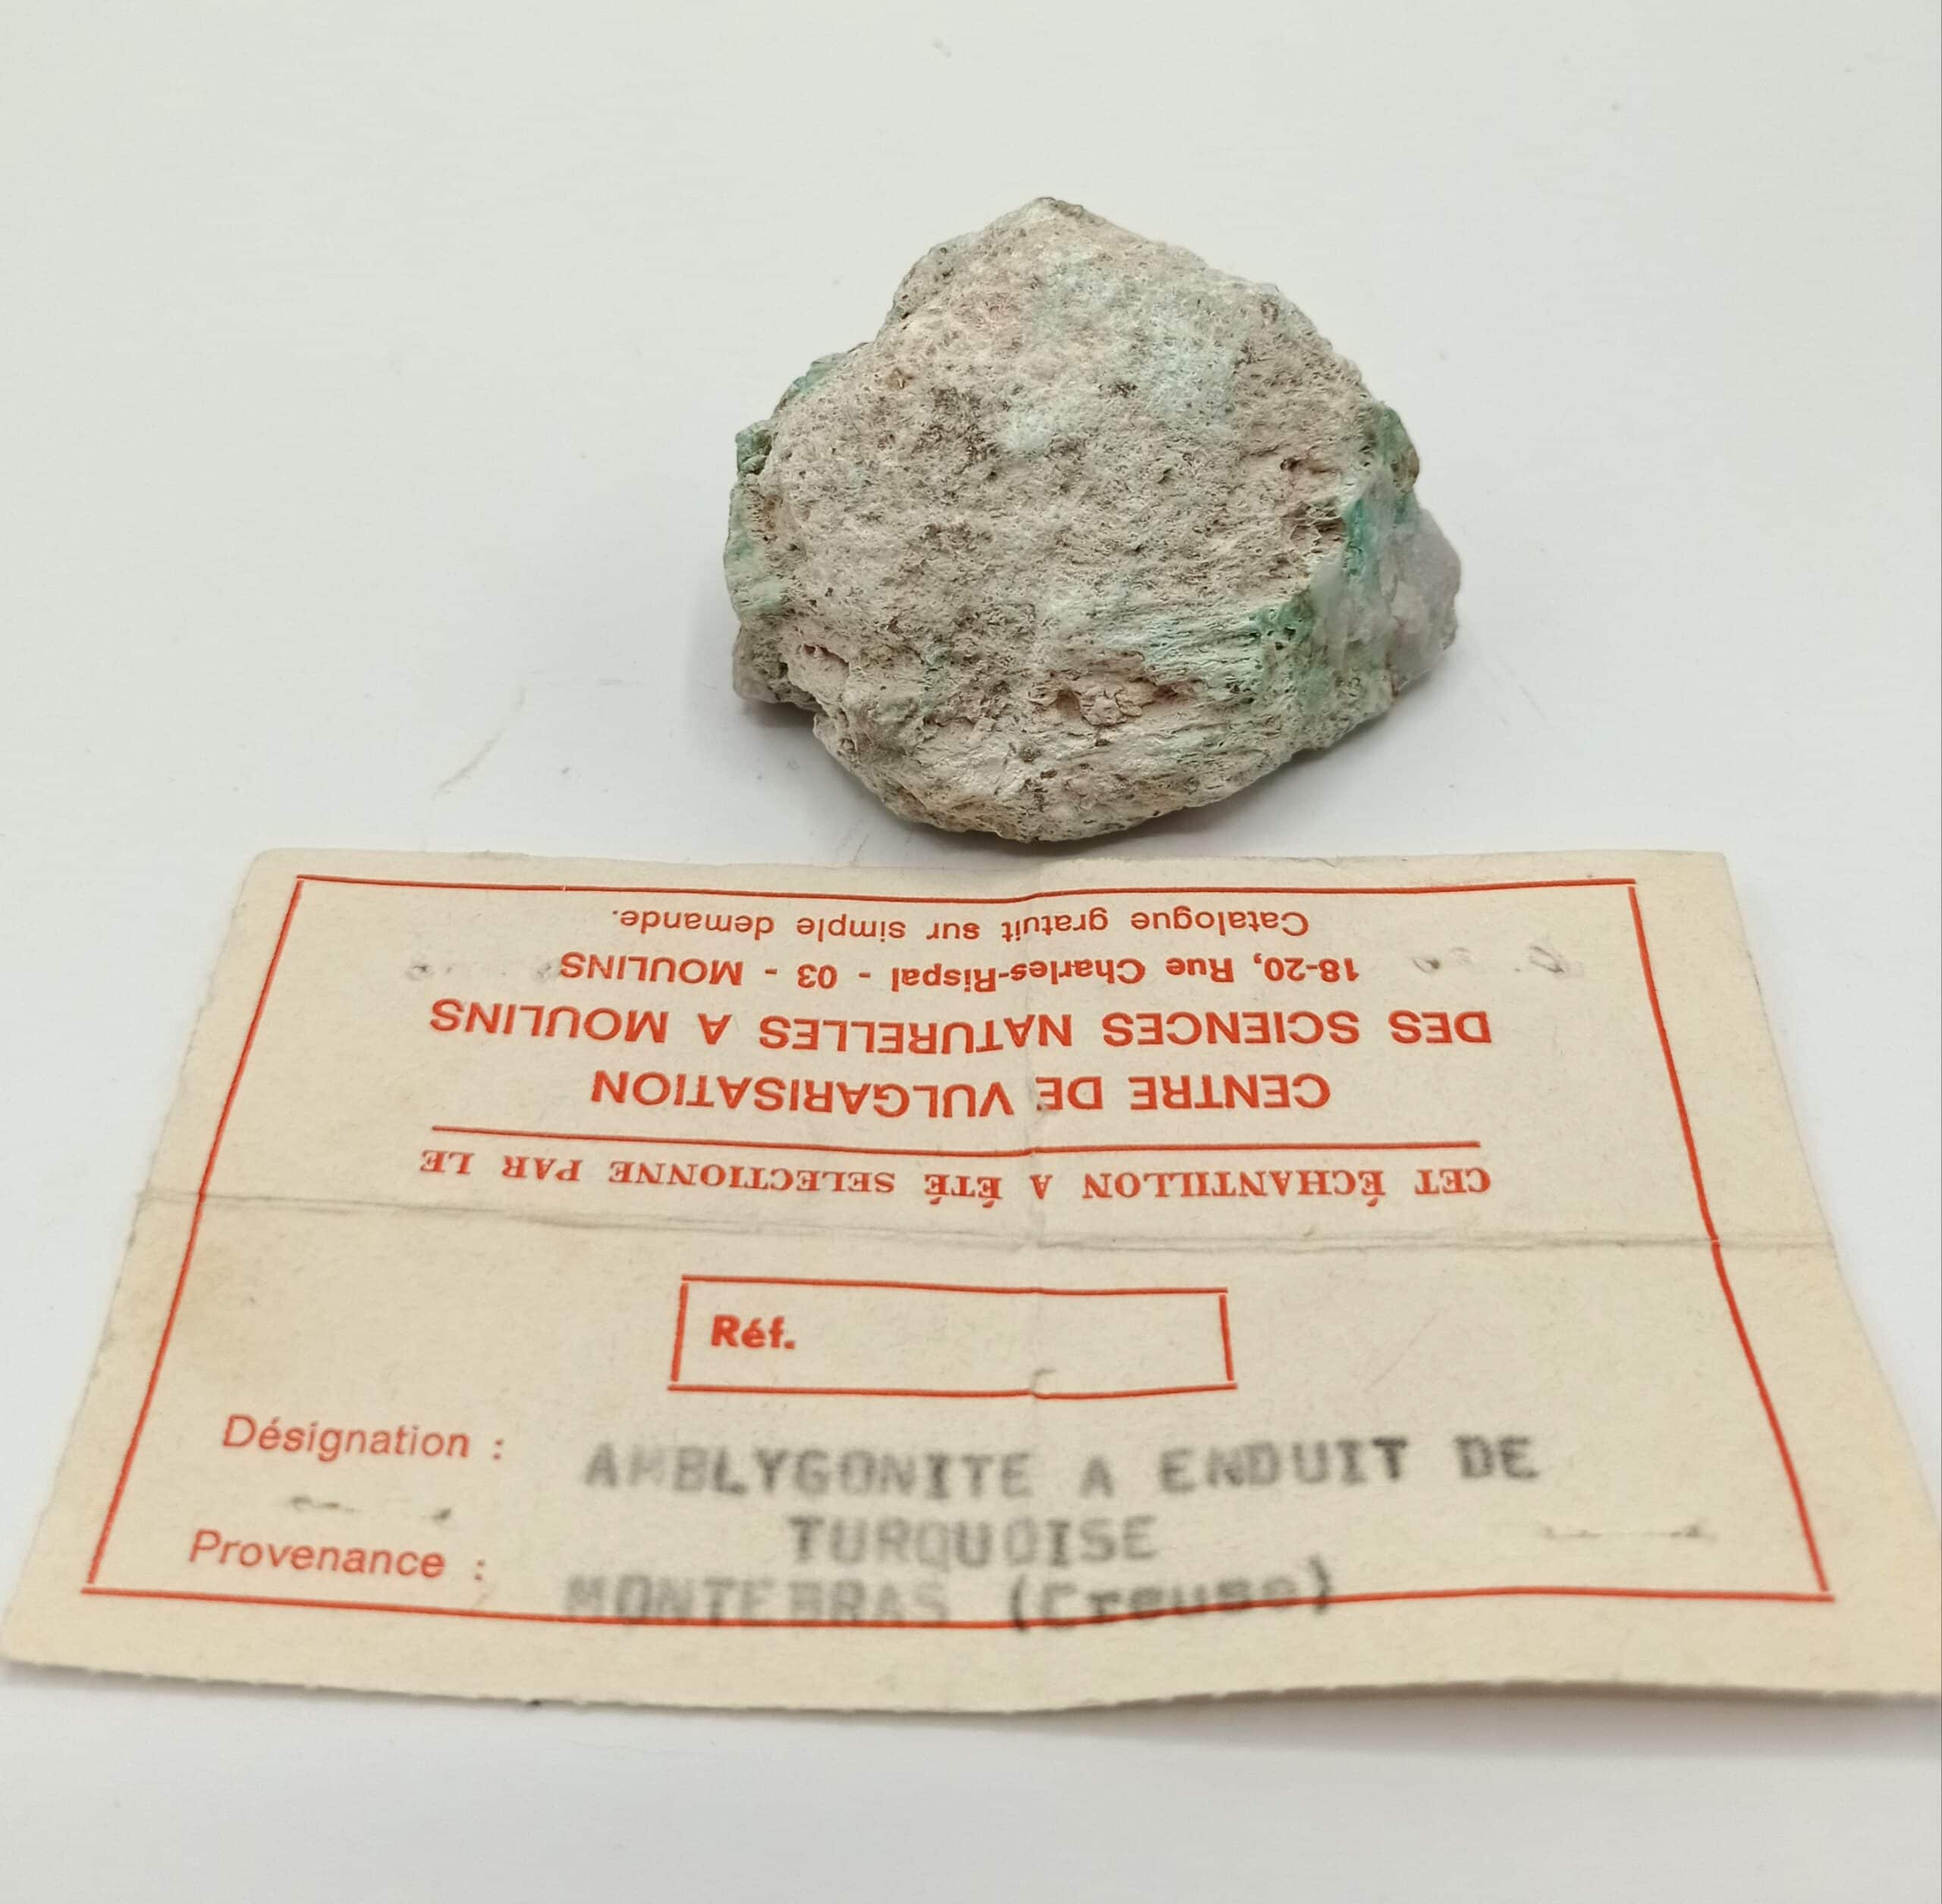 Catalogue gratuit sur simple demande.
18-20, Rue Charles-Rispal - 03 - MOULINS
DES SCIENCES NATURELLES A MOULINS
CENTRE DE VULGARISATION
CET ÉCHANTILLON A ÉTÉ SELECTIONNE PAR LE
Réf.
Désignation : AMBLYGONITE A ENDUIT DE
TURQUOISE
Provenance : MONTEBRAS (Creuse)